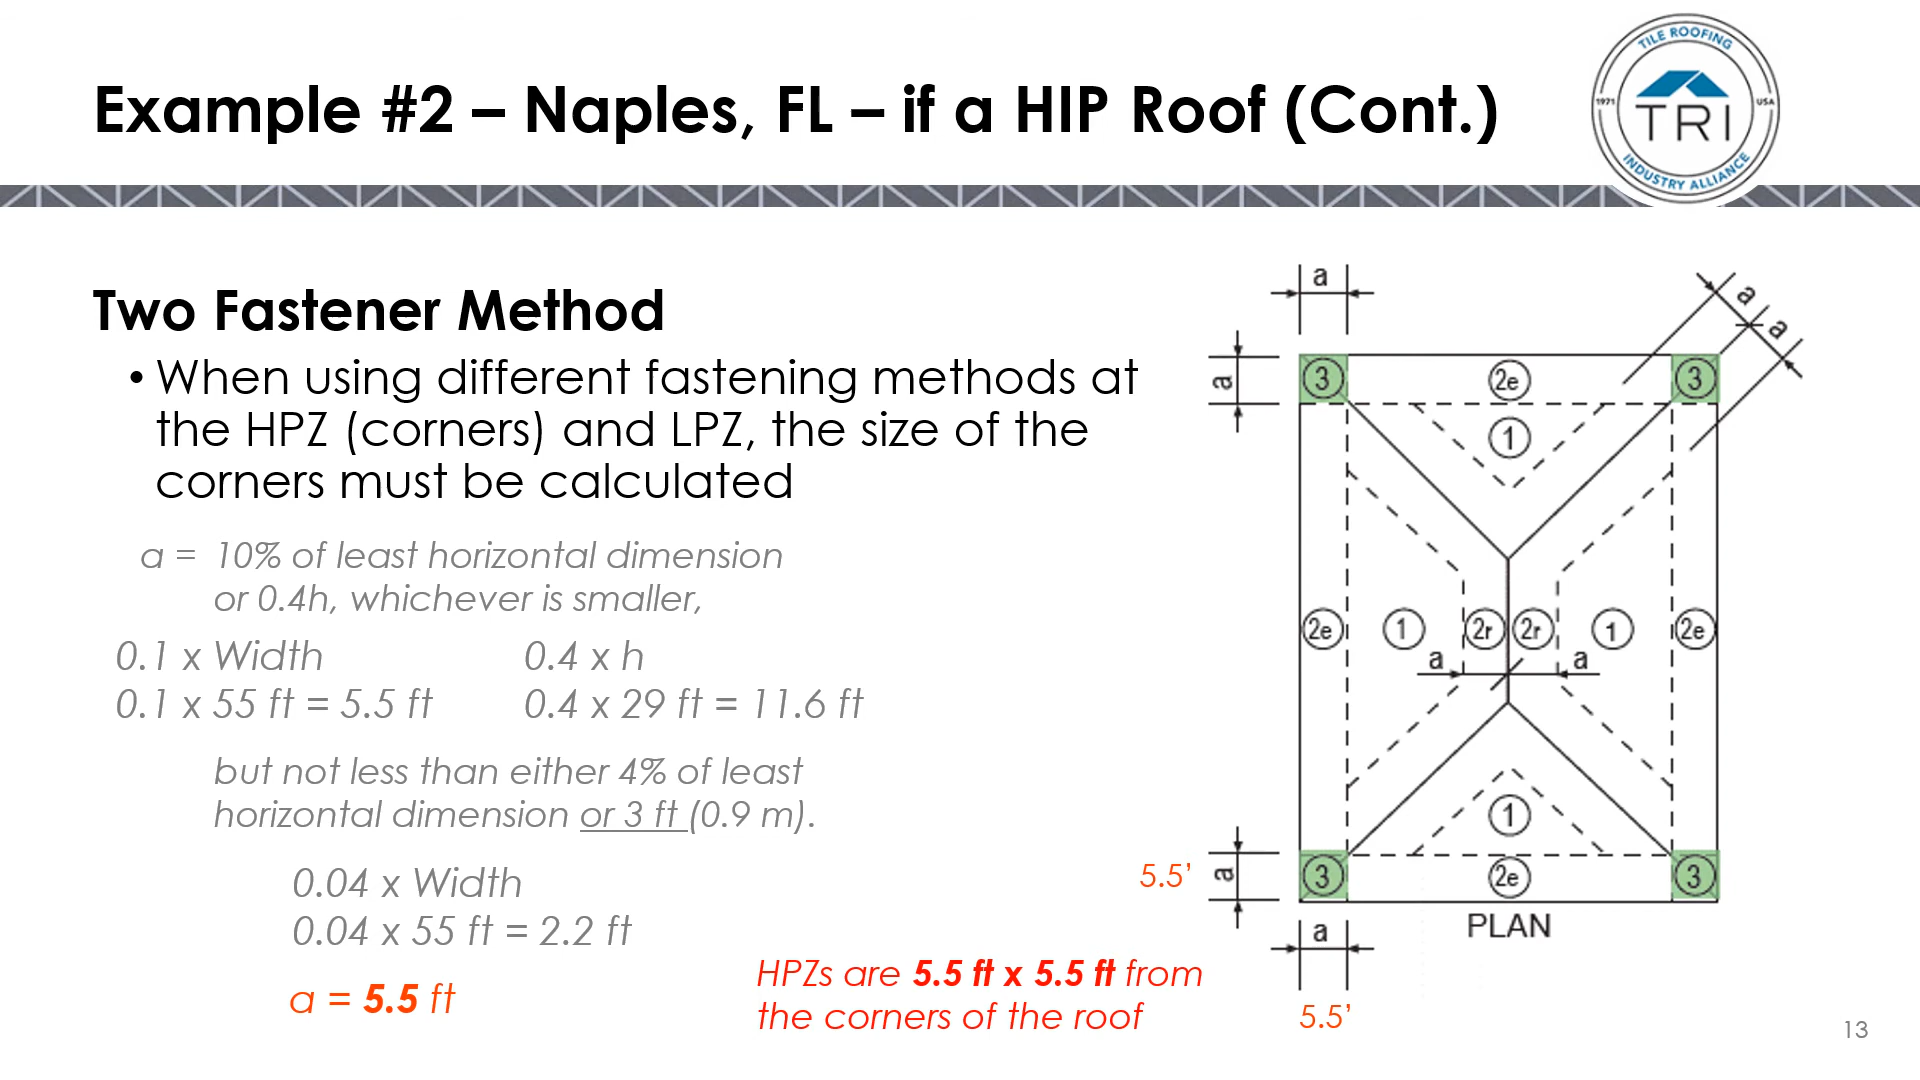 Example #2 – Naples, FL – if a HIP Roof (Cont.)
TILE ROOFING
1971
USA
TRI
INDUSTRY ALLIANCE
Two Fastener Method
• When using different fastening methods at
the HPZ (corners) and LPZ, the size of the
corners must be calculated
a = 10% of least horizontal dimension
or 0.4h, whichever is smaller,
0.1 x Width
0.1 x 55 ft = 5.5 ft
0.4 x h
0.4 x 29 ft = 11.6 ft
but not less than either 4% of least
horizontal dimension or 3 ft (0.9 m).
0.04 x Width
0.04 x 55 ft = 2.2 ft
a = 5.5 ft
HPZs are 5.5 ft x 5.5 ft from
the corners of the roof
a
a
a
a
3
2e
3
1
2e
1
2r
2r
1
2e
a
a
1
5.5’
a
3
2e
3
PLAN
a
5.5’
13